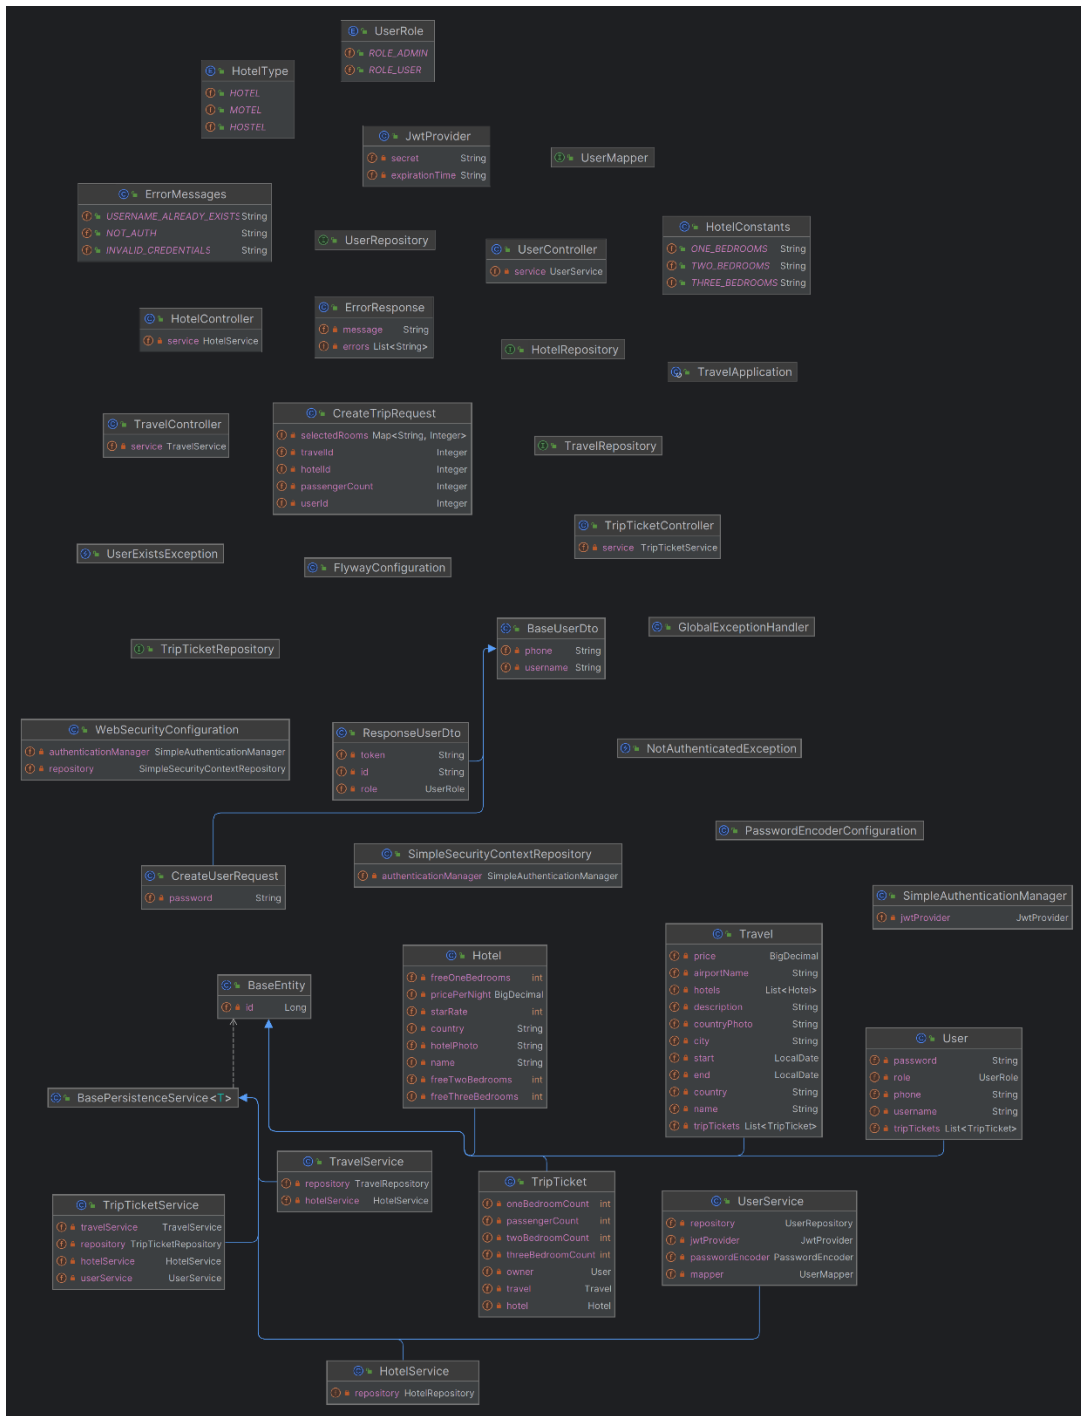 UserRole
ROLE_ADMIN
ROLE_USER
HotelType
HOTEL
MOTEL
HOSTEL
JwtProvider
secret String
expirationTime String
UserMapper
ErrorMessages
USERNAME_ALREADY_EXISTS String
NOT_AUTH String
INVALID_CREDENTIALS String
UserRepository
UserController
service UserService
HotelConstants
ONE_BEDROOMS String
TWO_BEDROOMS String
THREE_BEDROOMS String
HotelController
service HotelService
ErrorResponse
message String
errors List<String>
HotelRepository
TravelApplication
TravelController
service TravelService
CreateTripRequest
selectedRooms Map<String, Integer>
travelId Integer
hotelId Integer
passengerCount Integer
userId Integer
TravelRepository
TripTicketController
service TripTicketService
UserExistsException
FlywayConfiguration
TripTicketRepository
BaseUserDto
phone String
username String
GlobalExceptionHandler
WebSecurityConfiguration
authenticationManager SimpleAuthenticationManager
repository SimpleSecurityContextRepository
ResponseUserDto
token String
id String
role UserRole
NotAuthenticatedException
PasswordEncoderConfiguration
CreateUserRequest
password String
SimpleSecurityContextRepository
authenticationManager SimpleAuthenticationManager
SimpleAuthenticationManager
jwtProvider JwtProvider
BaseEntity
id Long
Hotel
freeOneBedrooms int
pricePerNight BigDecimal
starRate int
country String
hotelPhoto String
name String
freeTwoBedrooms int
freeThreeBedrooms int
Travel
price BigDecimal
airportName String
hotels List<Hotel>
description String
countryPhoto String
city String
start LocalDate
end LocalDate
country String
name String
tripTickets List<TripTicket>
User
password String
role UserRole
phone String
username String
tripTickets List<TripTicket>
BasePersistenceService<T>
TravelService
repository TravelRepository
hotelService HotelService
TripTicketService
travelService TravelService
repository TripTicketRepository
hotelService HotelService
userService UserService
TripTicket
oneBedroomCount int
passengerCount int
twoBedroomCount int
threeBedroomCount int
owner User
travel Travel
hotel Hotel
UserService
repository UserRepository
jwtProvider JwtProvider
passwordEncoder PasswordEncoder
mapper UserMapper
HotelService
repository HotelRepository